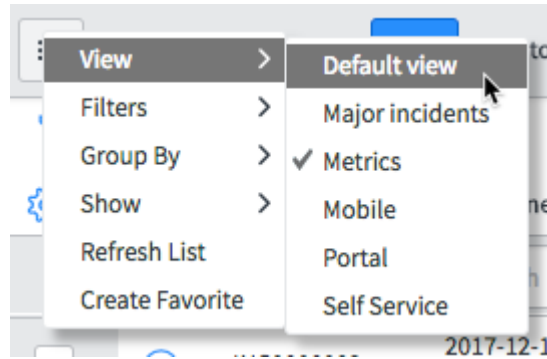 View
Filters
Group By
Show
Refresh List
Create Favorite
Default view
Major incidents
Metrics
Mobile
Portal
Self Service
2017-12-1